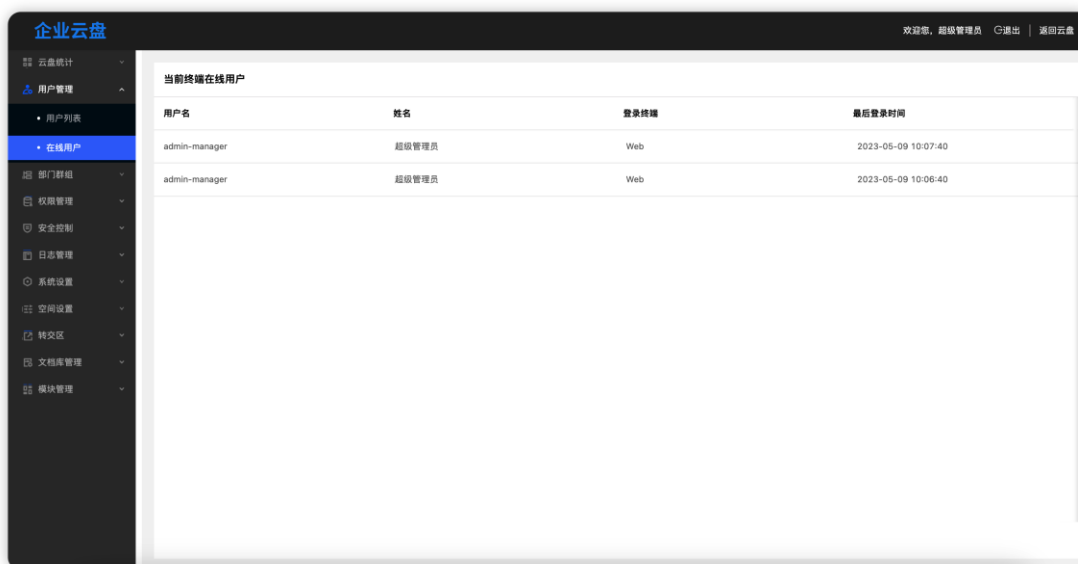 企业云盘
欢迎您，超级管理员 退出 | 返回云盘
云盘统计
用户管理
用户列表
在线用户
部门群组
权限管理
安全控制
日志管理
系统设置
空间设置
转交区
文档库管理
模块管理
当前终端在线用户
用户名 姓名 登录终端 最后登录时间
admin-manager 超级管理员 Web 2023-05-09 10:07:40
admin-manager 超级管理员 Web 2023-05-09 10:06:40